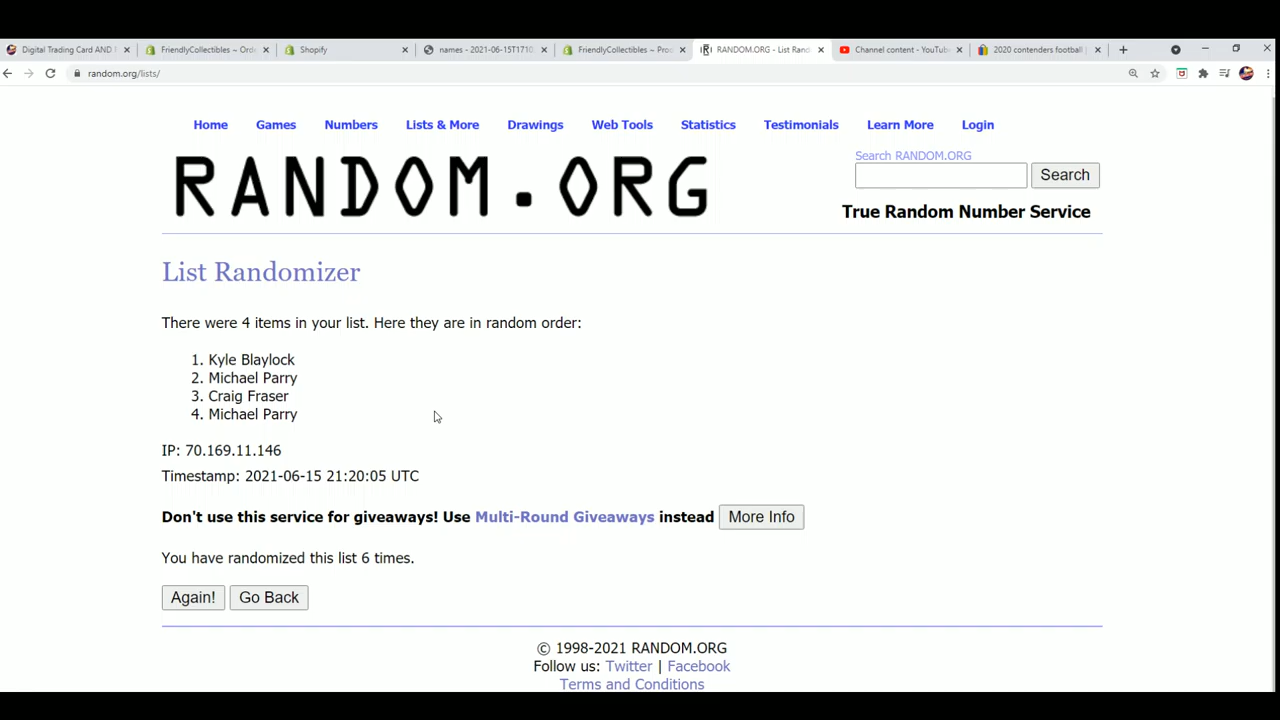 Digital Trading Card AND
FriendlyCollectibles ~ Ord
Shopify
names - 2021-06-15T1710
FriendlyCollectibles ~ Pro
RANDOM.ORG - List Rand
Channel content - YouTube
2020 contenders football
random.org/lists/
Home Games Numbers Lists & More Drawings Web Tools Statistics Testimonials Learn More Login
RANDOM.ORG
Search RANDOM.ORG
Search
True Random Number Service
List Randomizer
There were 4 items in your list. Here they are in random order:
1. Kyle Blaylock
2. Michael Parry
3. Craig Fraser
4. Michael Parry
IP: 70.169.11.146
Timestamp: 2021-06-15 21:20:05 UTC
Don't use this service for giveaways! Use Multi-Round Giveaways instead More Info
You have randomized this list 6 times.
Again! Go Back
© 1998-2021 RANDOM.ORG
Follow us: Twitter | Facebook
Terms and Conditions